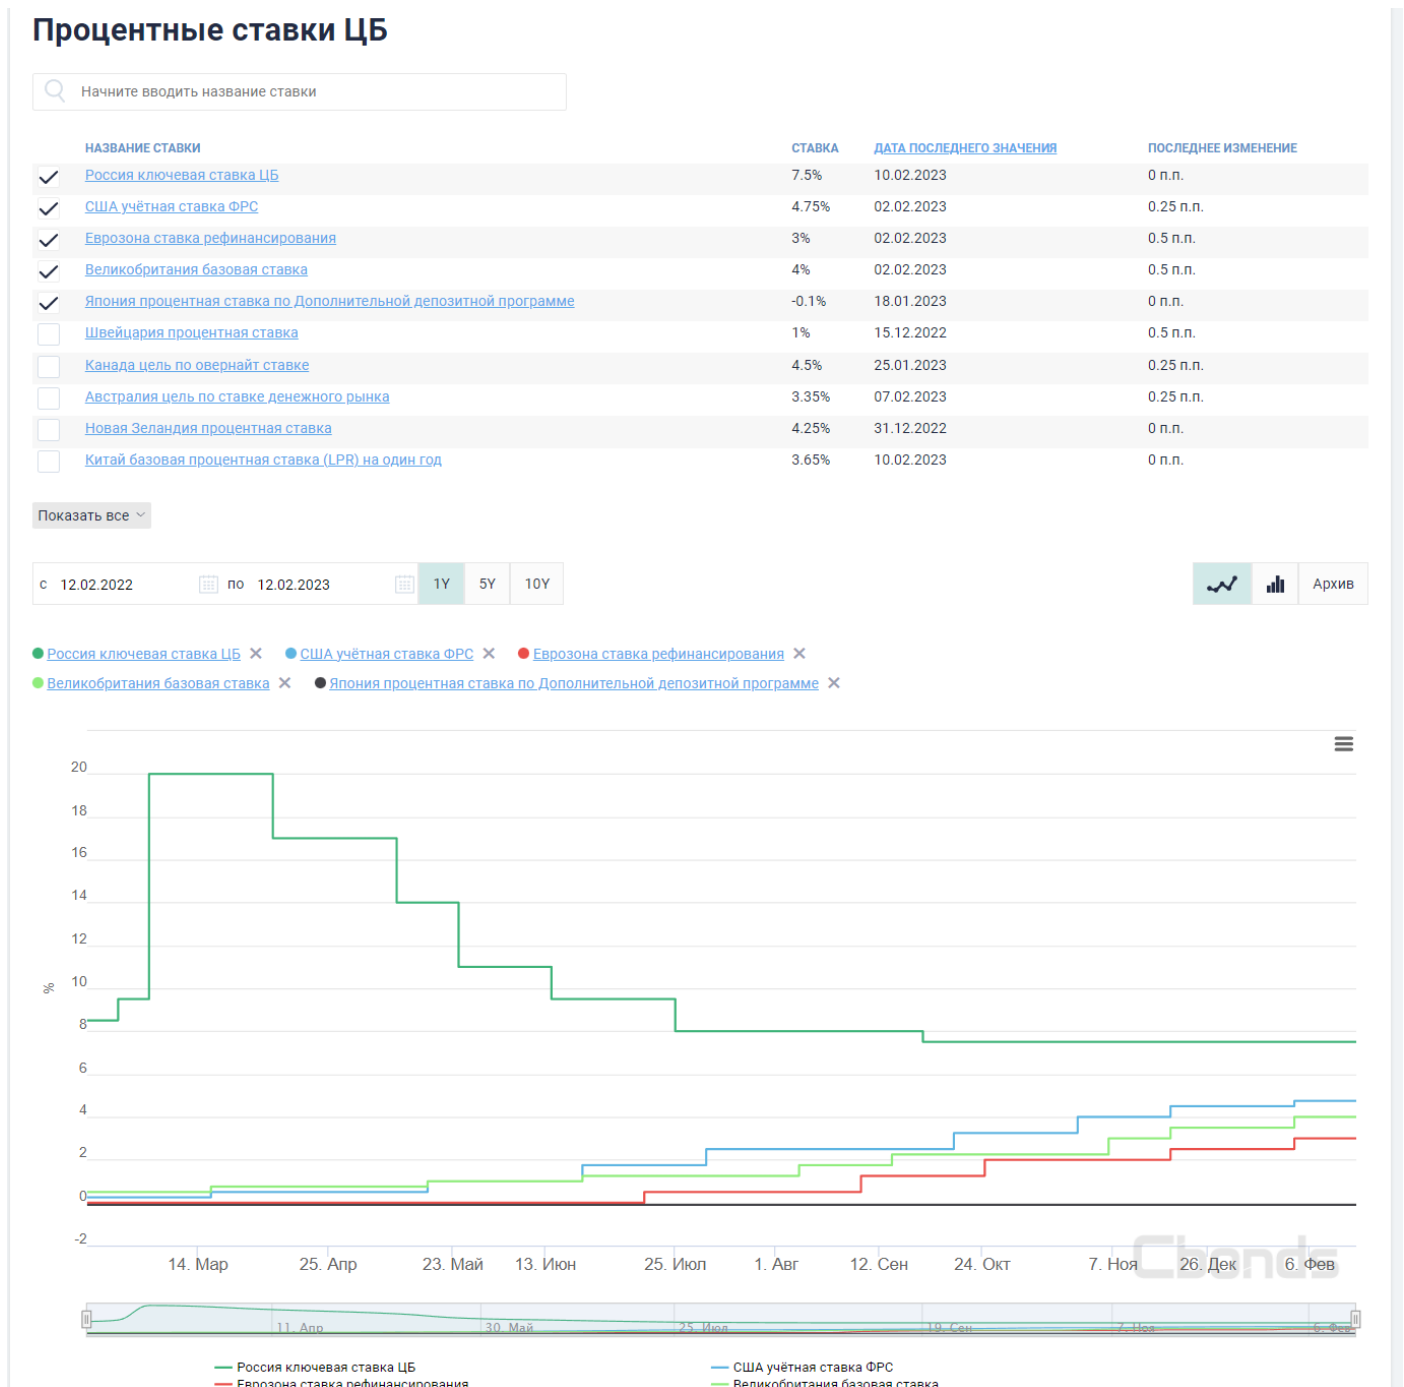 Процентные ставки ЦБ
Начните вводить название ставки
НАЗВАНИЕ СТАВКИ СТАВКА ДАТА ПОСЛЕДНЕГО ЗНАЧЕНИЯ ПОСЛЕДНЕЕ ИЗМЕНЕНИЕ
Россия ключевая ставка ЦБ 7.5% 10.02.2023 0 п.п.
США учётная ставка ФРС 4.75% 02.02.2023 0.25 п.п.
Еврозона ставка рефинансирования 3% 02.02.2023 0.5 п.п.
Великобритания базовая ставка 4% 02.02.2023 0.5 п.п.
Япония процентная ставка по Дополнительной депозитной программе -0.1% 18.01.2023 0 п.п.
Швейцария процентная ставка 1% 15.12.2022 0.5 п.п.
Канада цель по овернайт ставке 4.5% 25.01.2023 0.25 п.п.
Австралия цель по ставке денежного рынка 3.35% 07.02.2023 0.25 п.п.
Новая Зеландия процентная ставка 4.25% 31.12.2022 0 п.п.
Китай базовая процентная ставка (LPR) на один год 3.65% 10.02.2023 0 п.п.
Показать все
с 12.02.2022 по 12.02.2023 1Y 5Y 10Y Архив
Россия ключевая ставка ЦБ США учётная ставка ФРС Еврозона ставка рефинансирования
Великобритания базовая ставка Япония процентная ставка по Дополнительной депозитной программе
20
18
16
14
12
10
%
8
6
4
2
0
-2
Cbonds
14. Мар 25. Апр 23. Май 13. Июн 25. Июл 1. Авг 12. Сен 24. Окт 7. Ноя 26. Дек 6. Фев
11. Апр 30. Май 25. Июл 19. Сен 7. Ноя 6. Фев
Россия ключевая ставка ЦБ США учётная ставка ФРС
Еврозона ставка рефинансирования Великобритания базовая ставка